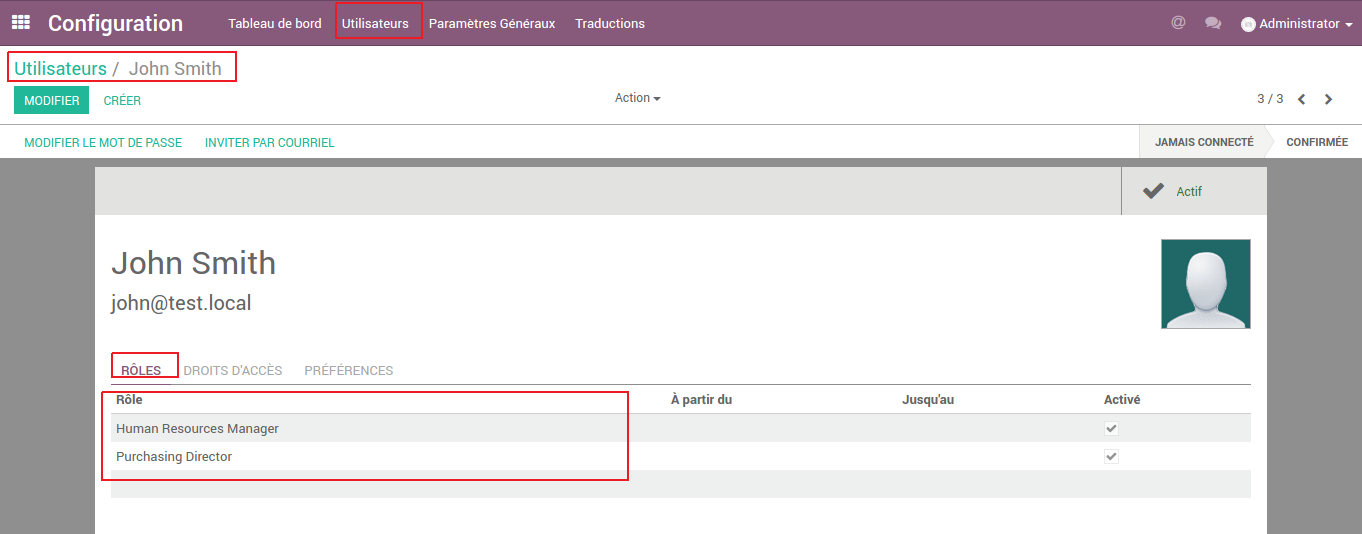 Configuration Tableau de bord Utilisateurs Paramètres Généraux Traductions @ Administrator
Utilisateurs / John Smith
MODIFIER CRÉER Action 3 / 3
MODIFIER LE MOT DE PASSE INVITER PAR COURRIEL JAMAIS CONNECTÉ CONFIRMÉE
Actif
John Smith
john@test.local
RÔLES DROITS D'ACCÈS PRÉFÉRENCES
Rôle À partir du Jusqu'au Activé
Human Resources Manager
Purchasing Director